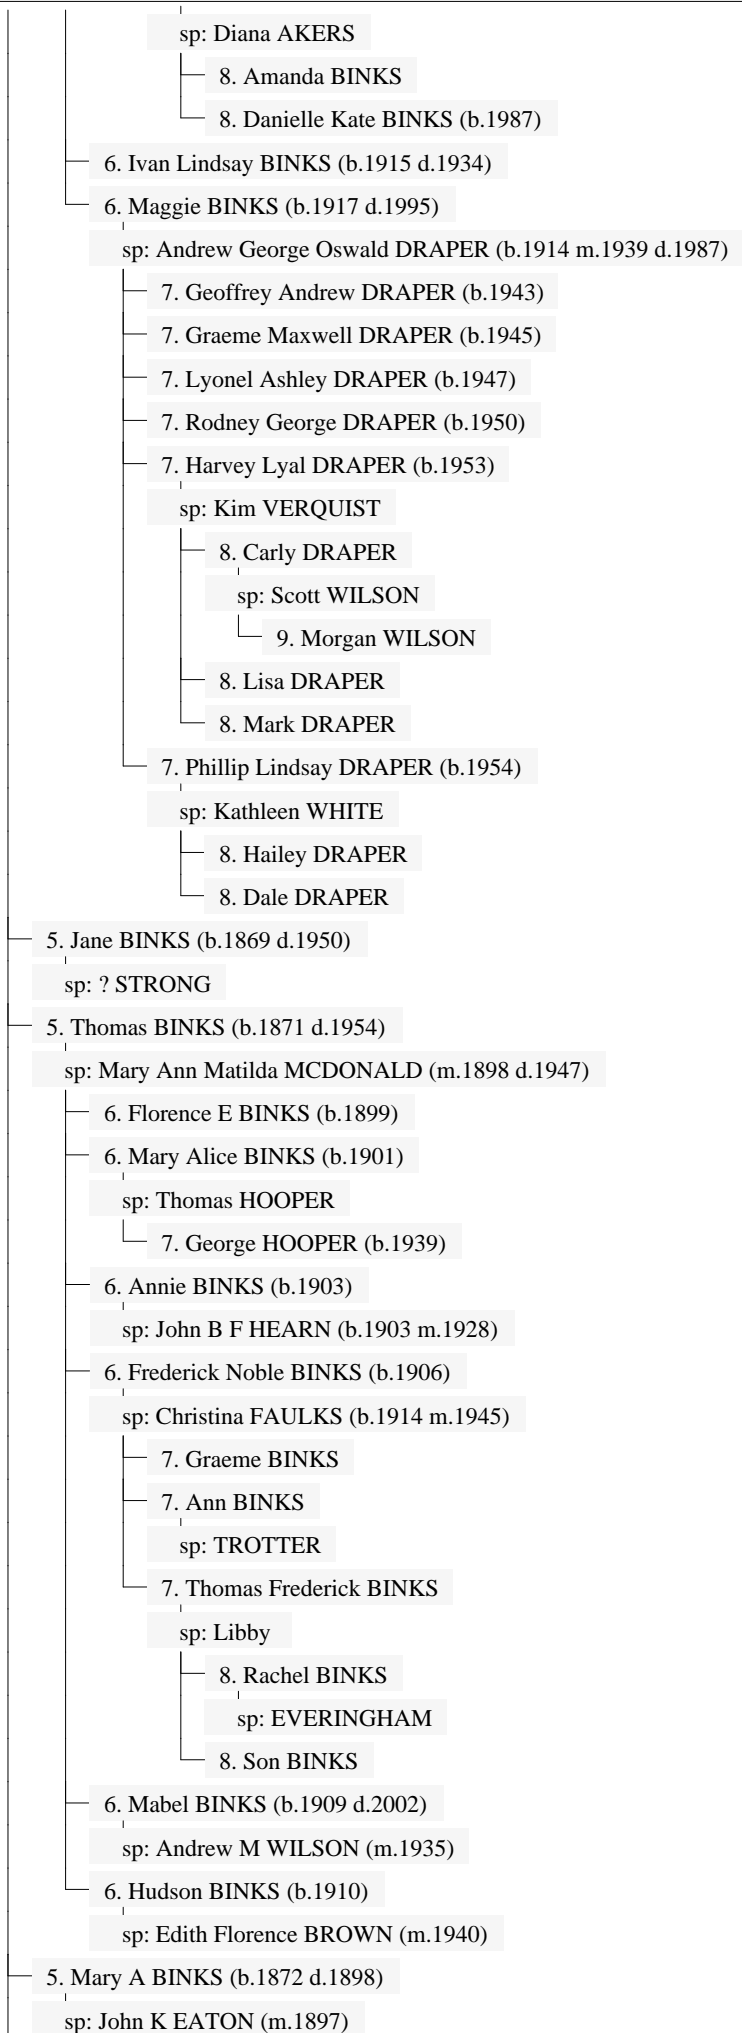 sp: Diana AKERS
8. Amanda BINKS
8. Danielle Kate BINKS (b.1987)
6. Ivan Lindsay BINKS (b.1915 d.1934)
6. Maggie BINKS (b.1917 d.1995)
sp: Andrew George Oswald DRAPER (b.1914 m.1939 d.1987)
7. Geoffrey Andrew DRAPER (b.1943)
7. Graeme Maxwell DRAPER (b.1945)
7. Lyonel Ashley DRAPER (b.1947)
7. Rodney George DRAPER (b.1950)
7. Harvey Lyal DRAPER (b.1953)
sp: Kim VERQUIST
8. Carly DRAPER
sp: Scott WILSON
9. Morgan WILSON
8. Lisa DRAPER
8. Mark DRAPER
7. Phillip Lindsay DRAPER (b.1954)
sp: Kathleen WHITE
8. Hailey DRAPER
8. Dale DRAPER
5. Jane BINKS (b.1869 d.1950)
sp: ? STRONG
5. Thomas BINKS (b.1871 d.1954)
sp: Mary Ann Matilda MCDONALD (m.1898 d.1947)
6. Florence E BINKS (b.1899)
6. Mary Alice BINKS (b.1901)
sp: Thomas HOOPER
7. George HOOPER (b.1939)
6. Annie BINKS (b.1903)
sp: John B F HEARN (b.1903 m.1928)
6. Frederick Noble BINKS (b.1906)
sp: Christina FAULKS (b.1914 m.1945)
7. Graeme BINKS
7. Ann BINKS
sp: TROTTER
7. Thomas Frederick BINKS
sp: Libby
8. Rachel BINKS
sp: EVERINGHAM
8. Son BINKS
6. Mabel BINKS (b.1909 d.2002)
sp: Andrew M WILSON (m.1935)
6. Hudson BINKS (b.1910)
sp: Edith Florence BROWN (m.1940)
5. Mary A BINKS (b.1872 d.1898)
sp: John K EATON (m.1897)